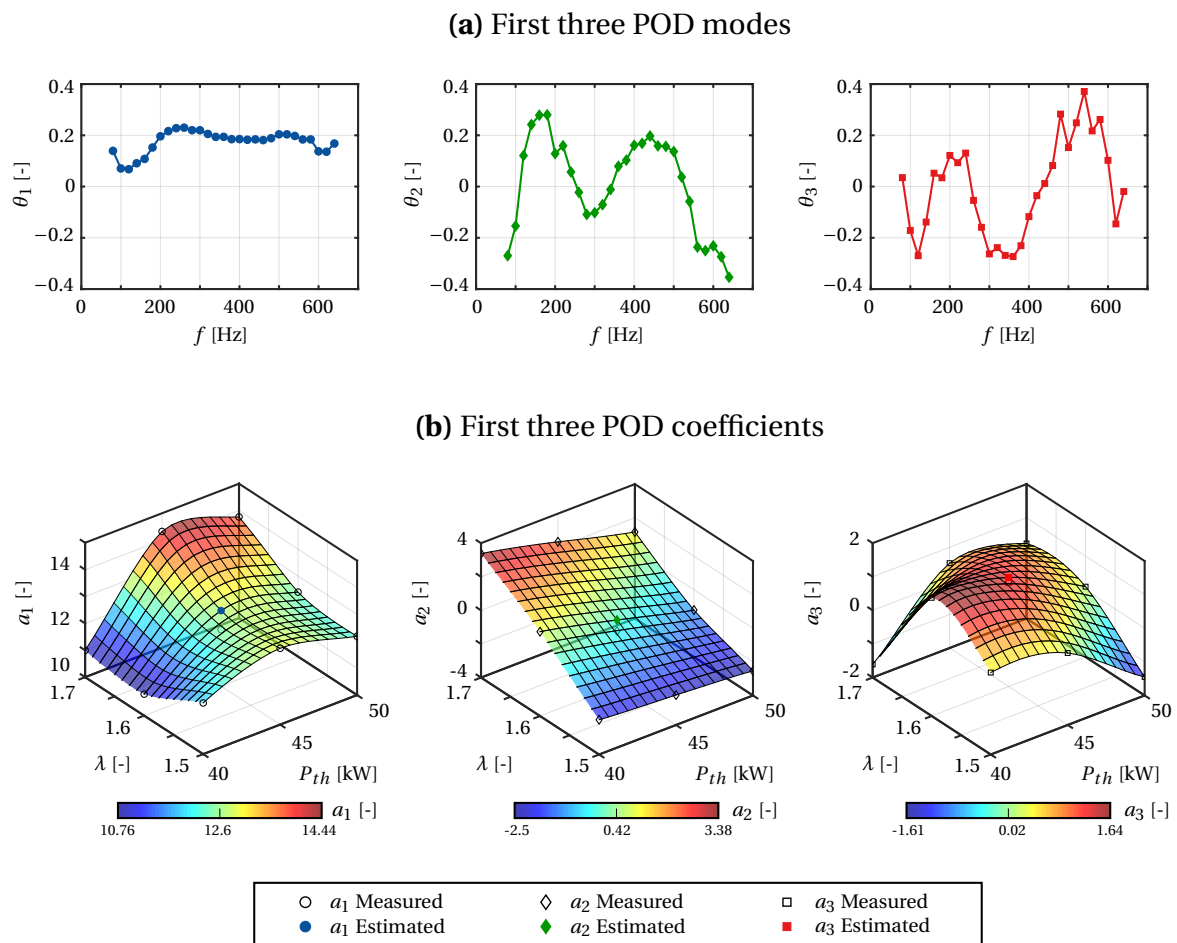 (a) First three POD modes
0.4
0.2
0
−0.2
−0.4
θ1 [-]
0 200 400 600
f [Hz]
0.4
0.2
0
−0.2
−0.4
θ2 [-]
0 200 400 600
f [Hz]
0.4
0.2
0
−0.2
−0.4
θ3 [-]
0 200 400 600
f [Hz]
(b) First three POD coefficients
14
14
12
12
10
a1 [-]
1.7
1.6
1.5
λ [-]
40
45
50
Pth [kW]
10.76 12.6 14.44
a1 [-]
4
0
-4
a2 [-]
1.7
1.6
1.5
λ [-]
40
45
50
Pth [kW]
-2.5 0.42 3.38
a2 [-]
2
0
-2
a3 [-]
1.7
1.6
1.5
λ [-]
40
45
50
Pth [kW]
-1.61 0.02 1.64
a3 [-]
a1 Measured a2 Measured a3 Measured
a1 Estimated a2 Estimated a3 Estimated